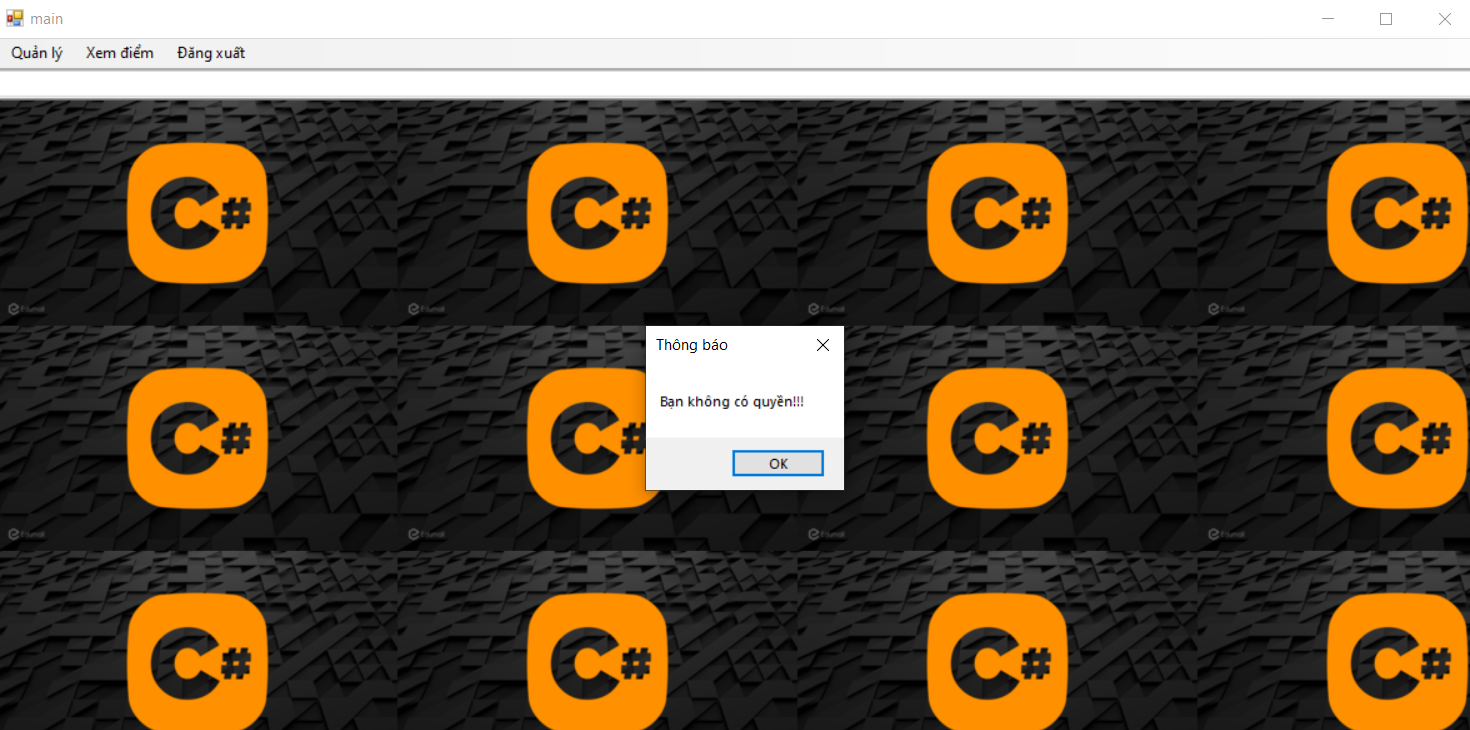 main
Quản lý Xem điểm Đăng xuất
C# C# C# C#
Thông báo
Bạn không có quyền!!!
OK
C# C# C# C#
C# C# C# C#